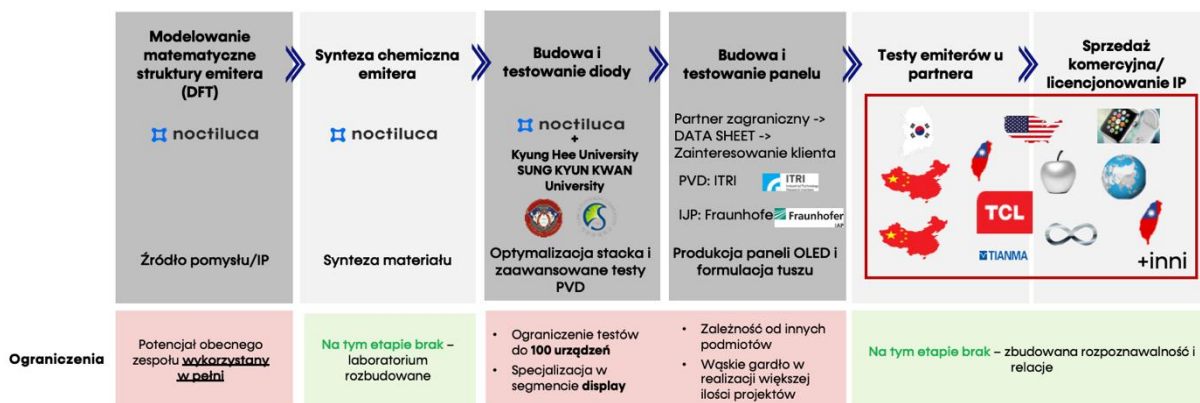 Modelowanie
matematyczne
struktury emitera
(DFT)
noctiluca
Źródło pomysłu/IP
Synteza chemiczna
emitera
noctiluca
Synteza materiału
Budowa i
testowanie diody
noctiluca
+
Kyung Hee University
SUNG KYUN KWAN
University
Optymalizacja stacka i
zaawansowane testy
PVD
Budowa i
testowanie panelu
Partner zagraniczny ->
DATA SHEET ->
Zainteresowanie klienta
PVD: ITRI
ITRI
IJP: Fraunhofe
Fraunhofer
IAP
Produkcja paneli OLED i
formulacja tuszu
Testy emiterów u
partnera
Sprzedaż
komercyjna/
licencjonowanie IP
TCL
TIANMA
+inni
Ograniczenia
Potencjał obecnego
zespołu wykorzystany
w pełni
Na tym etapie brak –
laboratorium
rozbudowane
• Ograniczenie testów
do 100 urządzeń
• Specjalizacja w
segmencie display
• Zależność od innych
podmiotów
• Wąskie gardło w
realizacji większej
ilości projektów
Na tym etapie brak – zbudowana rozpoznawalność i
relacje